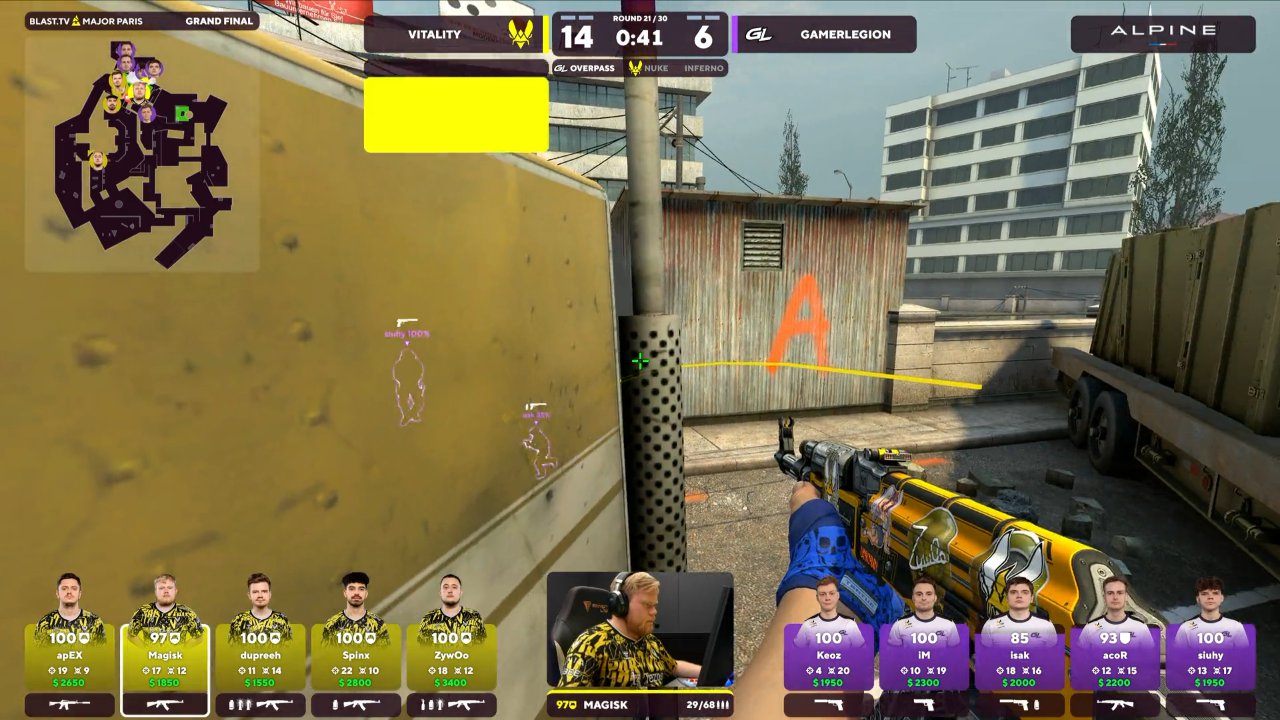 BLAST.TV MAJOR PARIS GRAND FINAL
VITALITY
14
ROUND 21 / 30
0:41
6
GL GAMERLEGION
ALPINE
GL OVERPASS NUKE INFERNO
A
siuhy 100%
100 97 100 100 100
apEX Magisk dupreeh Spinx ZywOo
19 9 17 12 11 14 22 10 18 12
$2650 $1850 $1550 $2800 $3400
97 MAGISK 29/68
100 100 85 93 100
Keoz iM isak acoR siuhy
4 20 10 19 18 16 12 15 13 17
$1950 $2300 $2000 $2200 $1950